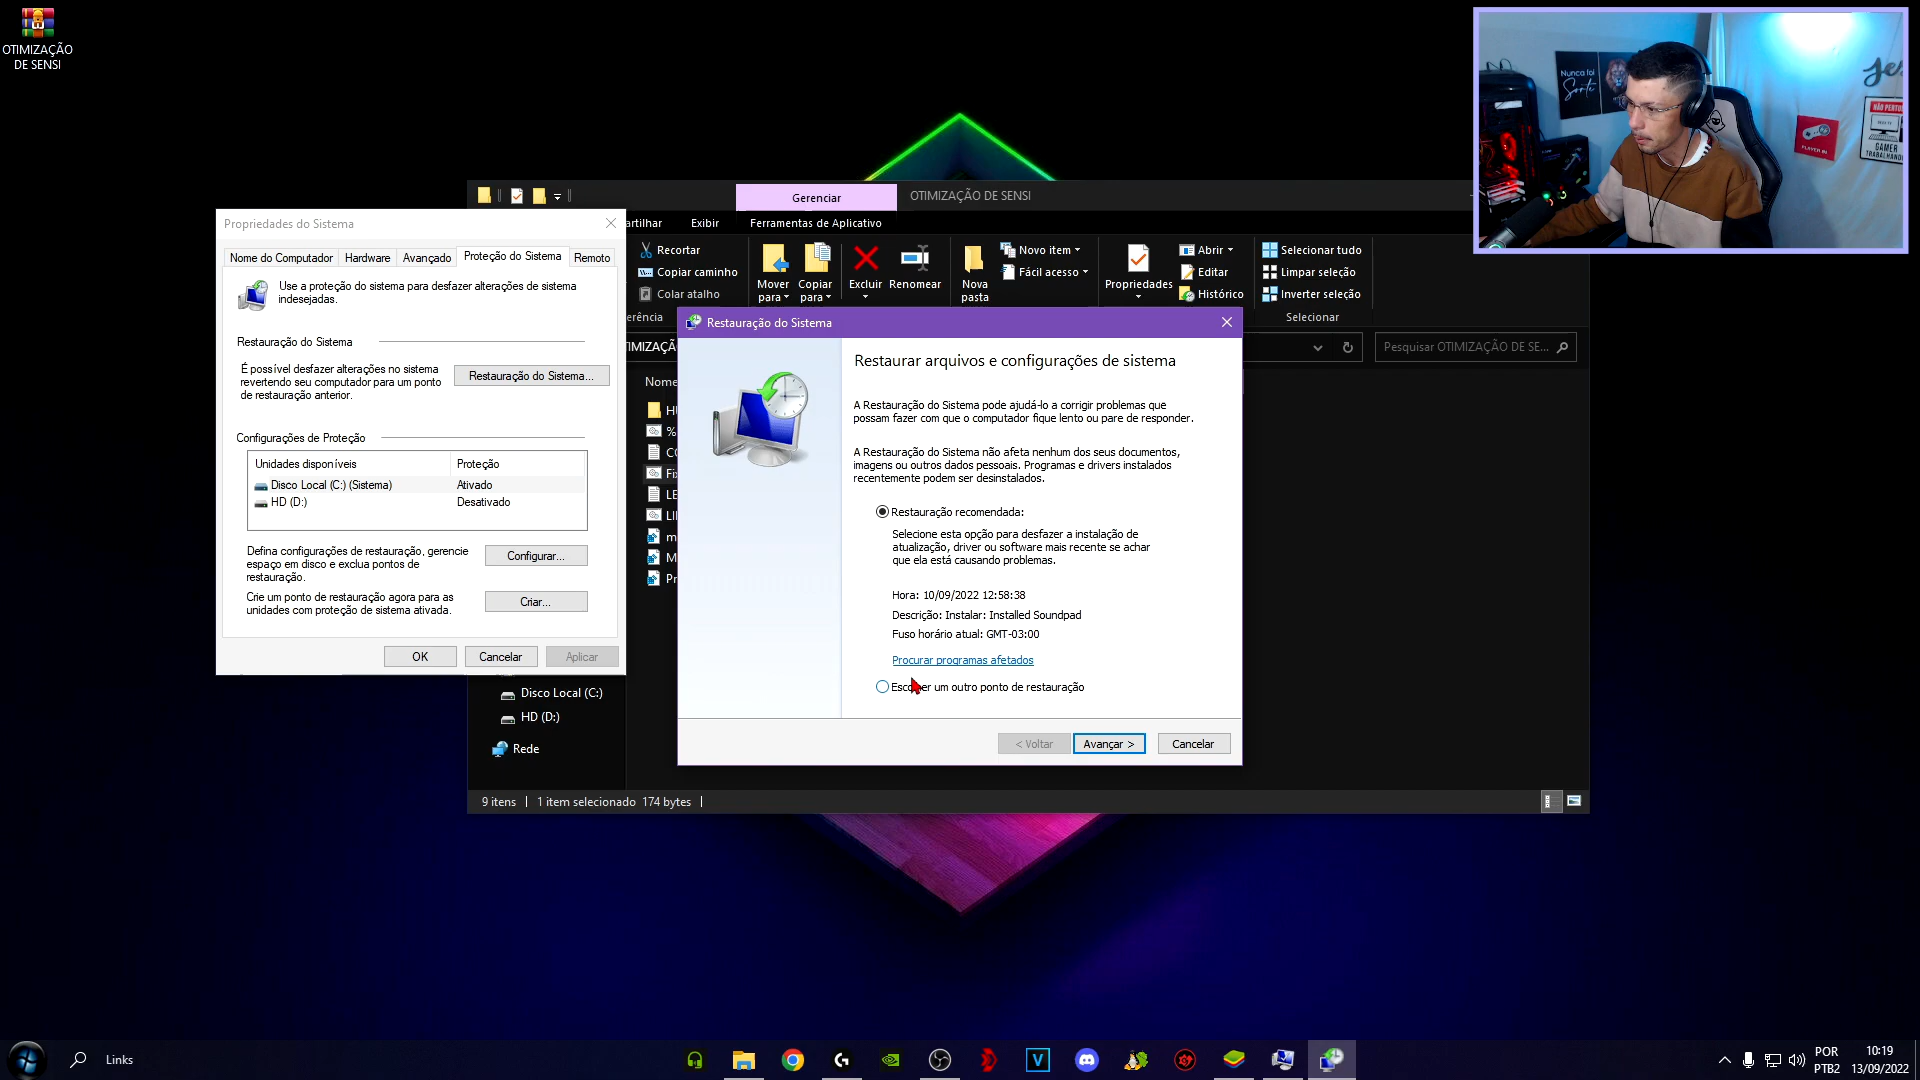 OTIMIZAÇÃO
DE SENSI
Nunca foi
Sorte
NÃO PERTURBE
GAMER
TRABALHANDO
PLAYER IN
Gerenciar
OTIMIZAÇÃO DE SENSI
Exibir
Ferramentas de Aplicativo
Recortar
Copiar caminho
Colar atalho
Mover
para
Copiar
para
Excluir
Renomear
Nova
pasta
Novo item
Fácil acesso
Propriedades
Abrir
Editar
Histórico
Selecionar tudo
Limpar seleção
Inverter seleção
Selecionar
Pesquisar OTIMIZAÇÃO DE SE...
Nome
Propriedades do Sistema
Nome do Computador
Hardware
Avançado
Proteção do Sistema
Remoto
Use a proteção do sistema para desfazer alterações de sistema
indesejadas.
Restauração do Sistema
É possível desfazer alterações no sistema
revertendo seu computador para um ponto
de restauração anterior.
Restauração do Sistema...
Configurações de Proteção
Unidades disponíveis Proteção
Disco Local (C:) (Sistema) Ativado
HD (D:) Desativado
Defina configurações de restauração, gerencie
espaço em disco e exclua pontos de
restauração.
Configurar...
Crie um ponto de restauração agora para as
unidades com proteção de sistema ativada.
Criar...
OK
Cancelar
Aplicar
Restauração do Sistema
Restaurar arquivos e configurações de sistema
A Restauração do Sistema pode ajudá-lo a corrigir problemas que
possam fazer com que o computador fique lento ou pare de responder.
A Restauração do Sistema não afeta nenhum dos seus documentos,
imagens ou outros dados pessoais. Programas e drivers instalados
recentemente podem ser desinstalados.
Restauração recomendada:
Selecione esta opção para desfazer a instalação de
atualização, driver ou software mais recente se achar
que ela está causando problemas.
Hora: 10/09/2022 12:58:38
Descrição: Instalar: Installed Soundpad
Fuso horário atual: GMT-03:00
Procurar programas afetados
um outro ponto de restauração
< Voltar
Avançar >
Cancelar
Disco Local (C:)
HD (D:)
Rede
9 itens
1 item selecionado 174 bytes
Links
POR
PTB2
10:19
13/09/2022